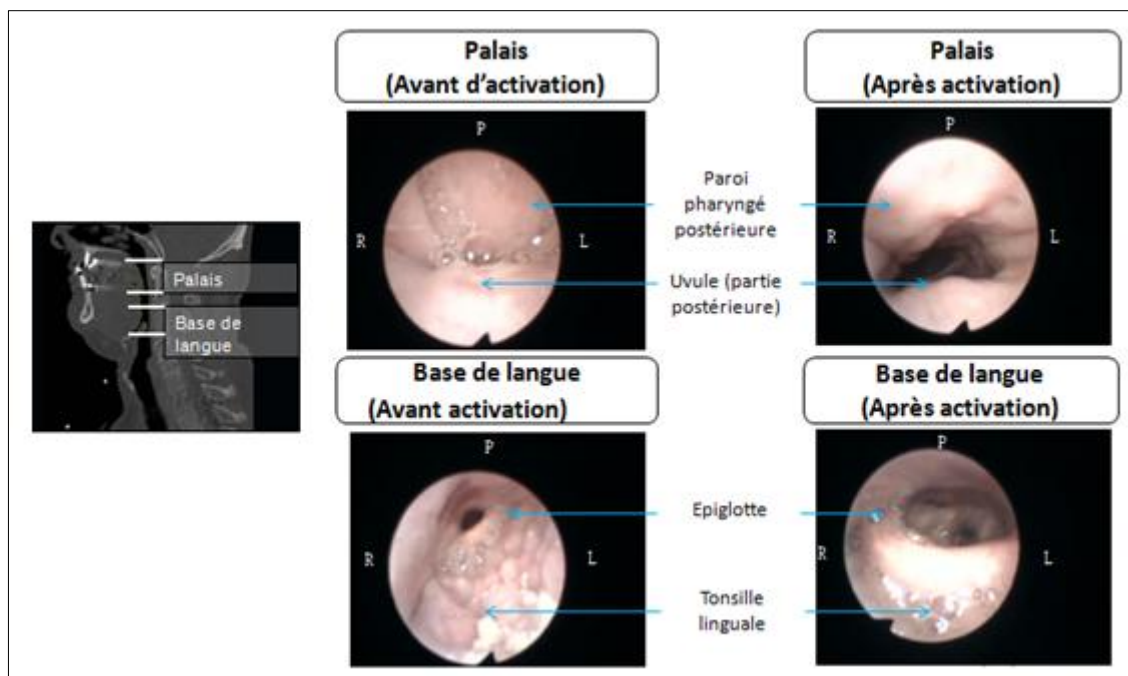 Palais
(Avant d'activation)
Palais
(Après activation)
P
R
L
P
R
L
Paroi
pharyngé
postérieure
Uvule (partie
postérieure)
Palais
Base de
langue
Base de langue
(Avant activation)
Base de langue
(Après activation)
P
R
L
P
R
L
Epiglotte
Tonsille
linguale